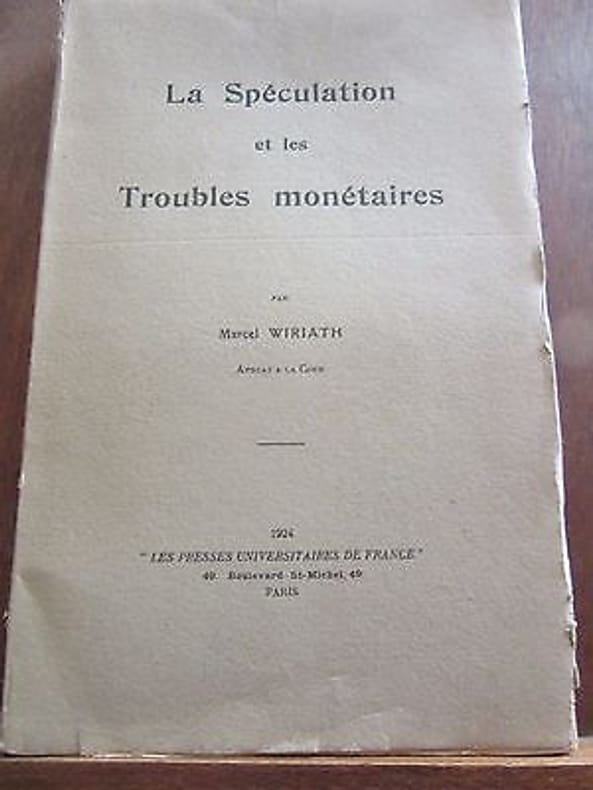 La Spéculation
et les
Troubles monétaires
PAR
Marcel WIRIATH
AVOCAT A LA COUR
1924
" LES PRESSES UNIVERSITAIRES DE FRANCE "
49, Boulevard St-Michel, 49
PARIS